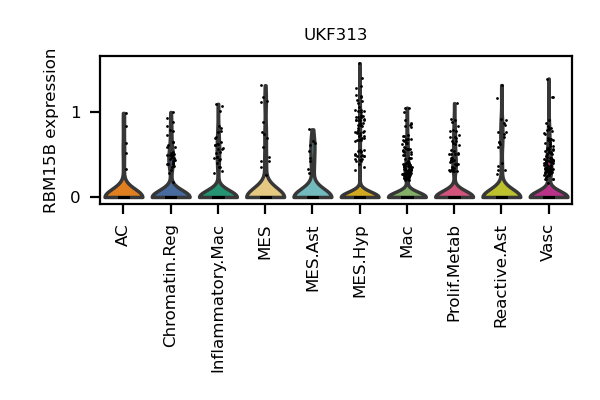 UKF313
RBM15B expression
1
0
AC
Chromatin.Reg
Inflammatory.Mac
MES
MES.Ast
MES.Hyp
Mac
Prolif.Metab
Reactive.Ast
Vasc